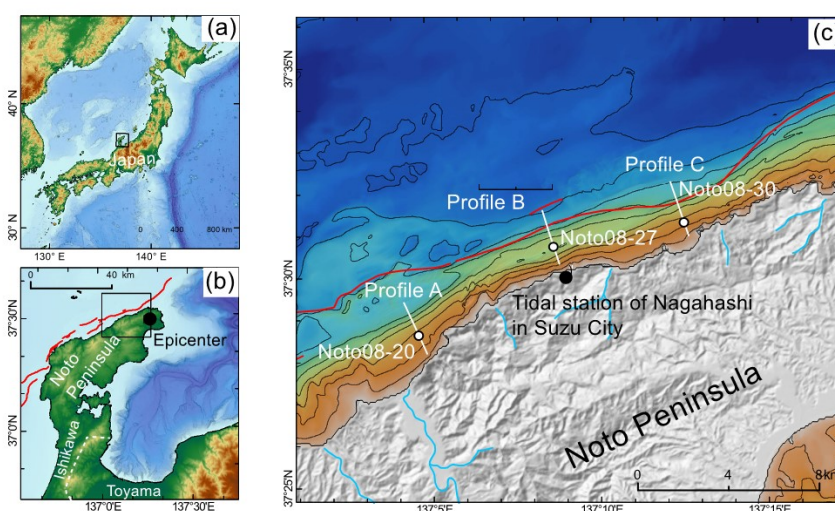 (a)
40° N
30° N
130°E
140°E
Japan
0 400 800 km
(b)
0 40 km
37°30'N
37°0'N
Epicenter
Noto
Peninsula
Ishikawa
Toyama
137°0'E
137°30'E
(c)
37°35'N
37°30'N
37°25'N
Profile C
Noto08-30
Profile B
Noto08-27
Profile A
Noto08-20
Tidal station of Nagahashi
in Suzu City
Noto Peninsula
0 4 8km
137°5'E
137°10'E
137°15'E